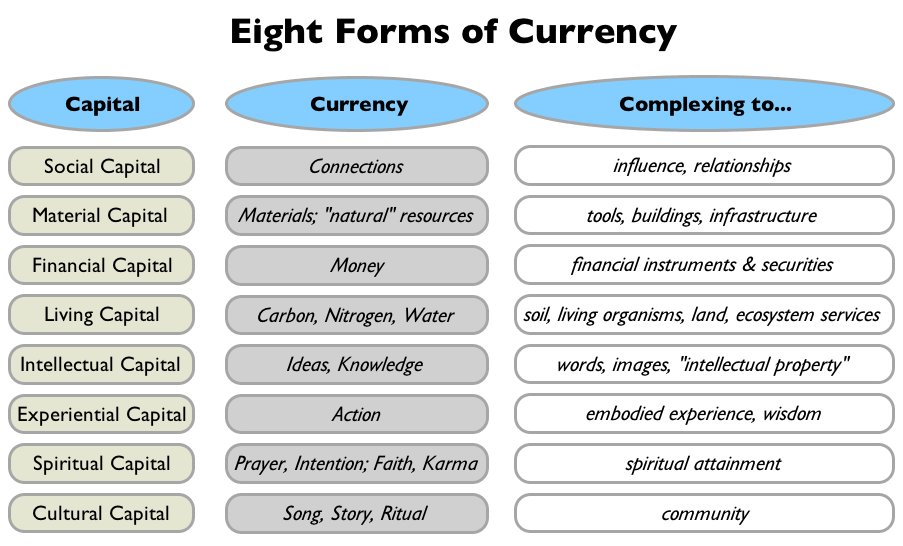 Eight Forms of Currency
Capital Currency Complexing to...
Social Capital Connections influence, relationships
Material Capital Materials; "natural" resources tools, buildings, infrastructure
Financial Capital Money financial instruments & securities
Living Capital Carbon, Nitrogen, Water soil, living organisms, land, ecosystem services
Intellectual Capital Ideas, Knowledge words, images, "intellectual property"
Experiential Capital Action embodied experience, wisdom
Spiritual Capital Prayer, Intention; Faith, Karma spiritual attainment
Cultural Capital Song, Story, Ritual community